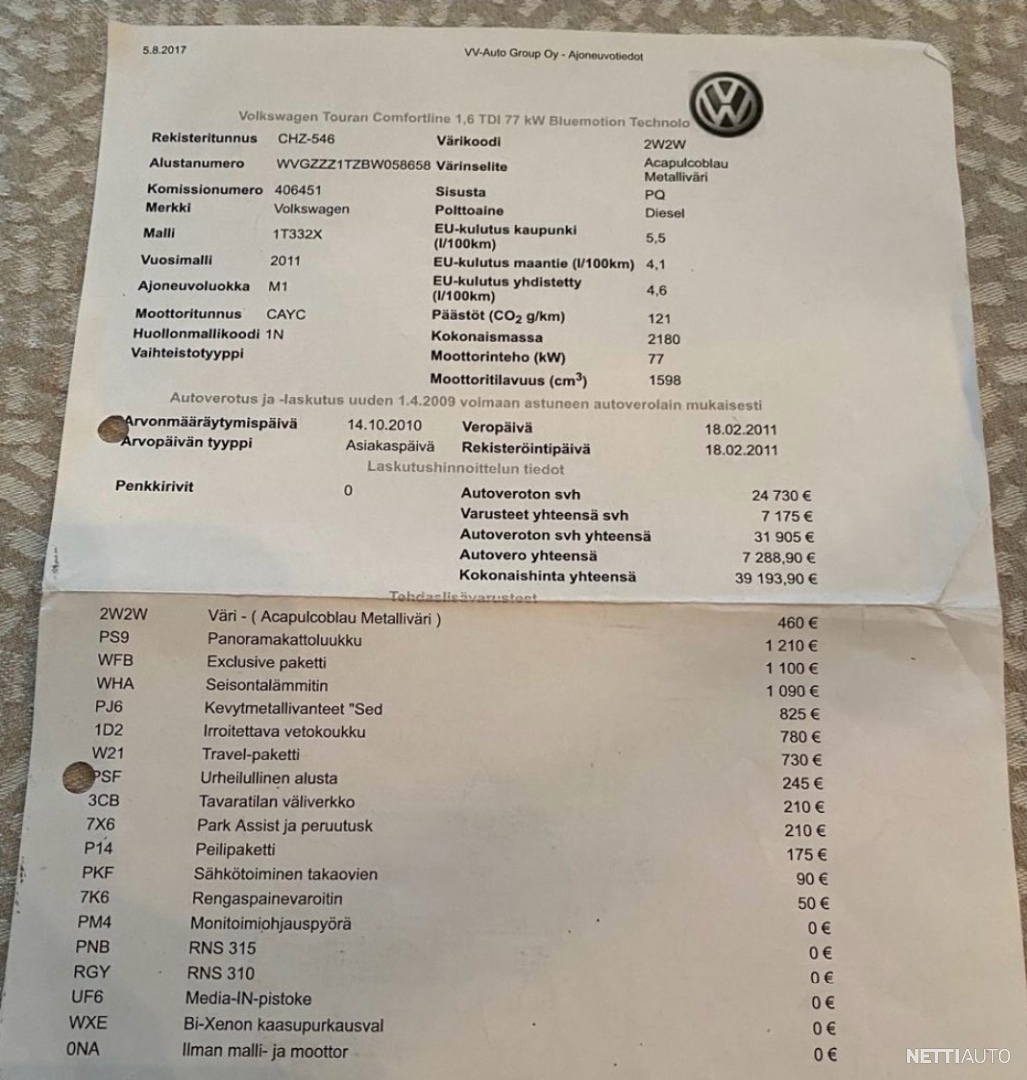 5.8.2017 VV-Auto Group Oy - Ajoneuvotiedot
Volkswagen Touran Comfortline 1,6 TDI 77 kW Bluemotion Technolo
Rekisteritunnus CHZ-546 Värikoodi 2W2W
Alustanumero WVGZZZ1TZBW058658 Värinselite Acapulcoblau
Metalliväri
Komissionumero 406451 Sisusta PQ
Merkki Volkswagen Polttoaine Diesel
Malli 1T332X EU-kulutus kaupunki
(l/100km) 5,5
Vuosimalli 2011 EU-kulutus maantie (l/100km) 4,1
Ajoneuvoluokka M1 EU-kulutus yhdistetty
(l/100km) 4,6
Moottoritunnus CAYC Päästöt (CO2 g/km) 121
Huollonmallikoodi 1N Kokonaismassa 2180
Vaihteistotyyppi Moottorinteho (kW) 77
Moottoritilavuus (cm3) 1598
Autoverotus ja -laskutus uuden 1.4.2009 voimaan astuneen autoverolain mukaisesti
Arvonmääräytymispäivä 14.10.2010 Veropäivä 18.02.2011
Arvopäivän tyyppi Asiakaspäivä Rekisteröintipäivä 18.02.2011
Laskutushinnoittelun tiedot
Penkkirivit 0 Autoveroton svh 24 730 €
Varusteet yhteensä svh 7 175 €
Autoveroton svh yhteensä 31 905 €
Autovero yhteensä 7 288,90 €
Kokonaishinta yhteensä 39 193,90 €
Tehdaslisävarusteet
2W2W Väri - ( Acapulcoblau Metalliväri ) 460 €
PS9 Panoramakattoluukku 1 210 €
WFB Exclusive paketti 1 100 €
WHA Seisontalämmitin 1 090 €
PJ6 Kevytmetallivanteet "Sed 825 €
1D2 Irroitettava vetokoukku 780 €
W21 Travel-paketti 730 €
PSF Urheilullinen alusta 245 €
3CB Tavaratilan väliverkko 210 €
7X6 Park Assist ja peruutusk 210 €
P14 Peilipaketti 175 €
PKF Sähkötoiminen takaovien 90 €
7K6 Rengaspainevaroitin 50 €
PM4 Monitoimiohjauspyörä 0 €
PNB RNS 315 0 €
RGY RNS 310 0 €
UF6 Media-IN-pistoke 0 €
WXE Bi-Xenon kaasupurkausval 0 €
0NA Ilman malli- ja moottor 0 €
NETTIAUTO